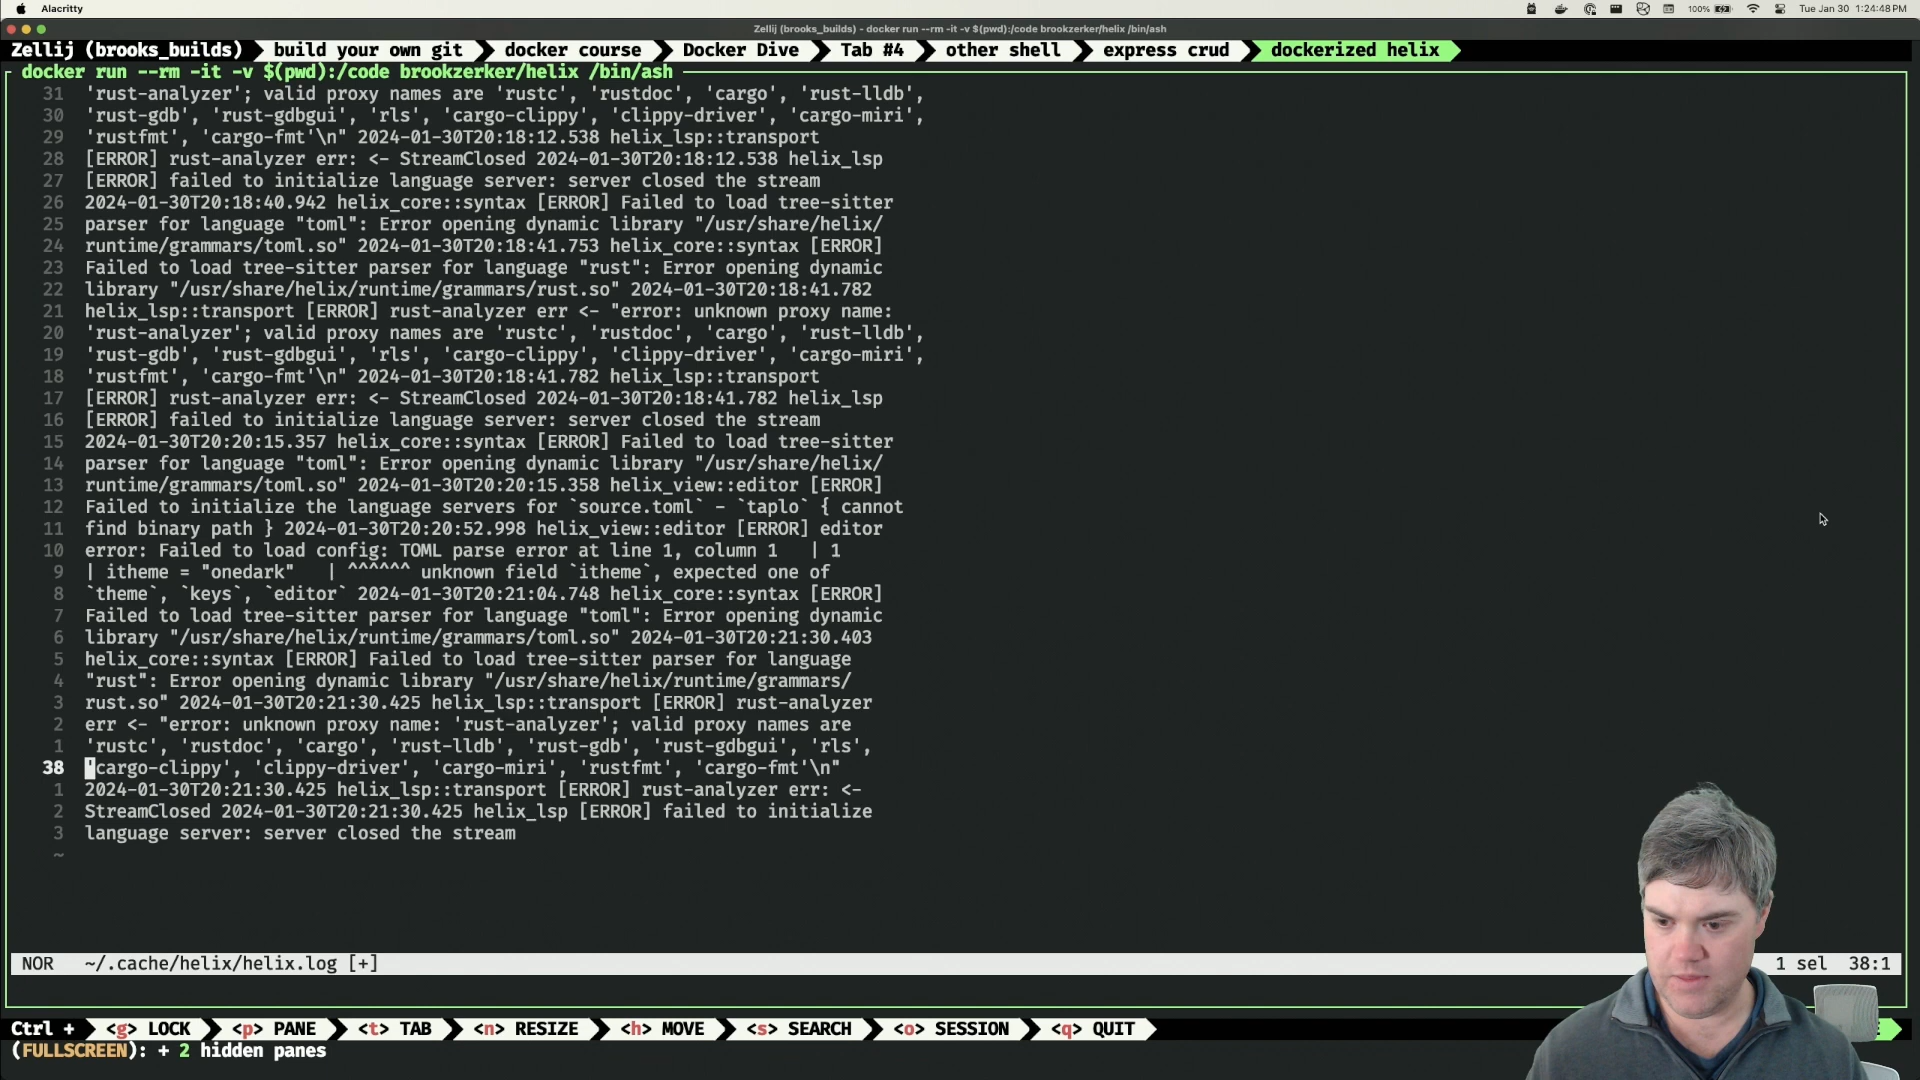 Alacritty
100%
Tue Jan 30 1:24:48 PM
Zellij (brooks_builds) - docker run --rm -it -v $(pwd):/code brookzerker/helix /bin/ash
Zellij (brooks_builds) build your own git docker course Docker Dive Tab #4 other shell express crud dockerized helix
docker run --rm -it -v $(pwd):/code brookzerker/helix /bin/ash
31 'rust-analyzer'; valid proxy names are 'rustc', 'rustdoc', 'cargo', 'rust-lldb',
30 'rust-gdb', 'rust-gdbgui', 'rls', 'cargo-clippy', 'clippy-driver', 'cargo-miri',
29 'rustfmt', 'cargo-fmt'\n" 2024-01-30T20:18:12.538 helix_lsp::transport
28 [ERROR] rust-analyzer err: <- StreamClosed 2024-01-30T20:18:12.538 helix_lsp
27 [ERROR] failed to initialize language server: server closed the stream
26 2024-01-30T20:18:40.942 helix_core::syntax [ERROR] Failed to load tree-sitter
25 parser for language "toml": Error opening dynamic library "/usr/share/helix/
24 runtime/grammars/toml.so" 2024-01-30T20:18:41.753 helix_core::syntax [ERROR]
23 Failed to load tree-sitter parser for language "rust": Error opening dynamic
22 library "/usr/share/helix/runtime/grammars/rust.so" 2024-01-30T20:18:41.782
21 helix_lsp::transport [ERROR] rust-analyzer err <- "error: unknown proxy name:
20 'rust-analyzer'; valid proxy names are 'rustc', 'rustdoc', 'cargo', 'rust-lldb',
19 'rust-gdb', 'rust-gdbgui', 'rls', 'cargo-clippy', 'clippy-driver', 'cargo-miri',
18 'rustfmt', 'cargo-fmt'\n" 2024-01-30T20:18:41.782 helix_lsp::transport
17 [ERROR] rust-analyzer err: <- StreamClosed 2024-01-30T20:18:41.782 helix_lsp
16 [ERROR] failed to initialize language server: server closed the stream
15 2024-01-30T20:20:15.357 helix_core::syntax [ERROR] Failed to load tree-sitter
14 parser for language "toml": Error opening dynamic library "/usr/share/helix/
13 runtime/grammars/toml.so" 2024-01-30T20:20:15.358 helix_view::editor [ERROR]
12 Failed to initialize the language servers for `source.toml` - `taplo` { cannot
11 find binary path } 2024-01-30T20:20:52.998 helix_view::editor [ERROR] editor
10 error: Failed to load config: TOML parse error at line 1, column 1 | 1
9 | itheme = "onedark" | ^^^^^^ unknown field `itheme`, expected one of
8 `theme`, `keys`, `editor` 2024-01-30T20:21:04.748 helix_core::syntax [ERROR]
7 Failed to load tree-sitter parser for language "toml": Error opening dynamic
6 library "/usr/share/helix/runtime/grammars/toml.so" 2024-01-30T20:21:30.403
5 helix_core::syntax [ERROR] Failed to load tree-sitter parser for language
4 "rust": Error opening dynamic library "/usr/share/helix/runtime/grammars/
3 rust.so" 2024-01-30T20:21:30.425 helix_lsp::transport [ERROR] rust-analyzer
2 err <- "error: unknown proxy name: 'rust-analyzer'; valid proxy names are
1 'rustc', 'rustdoc', 'cargo', 'rust-lldb', 'rust-gdb', 'rust-gdbgui', 'rls',
38 'cargo-clippy', 'clippy-driver', 'cargo-miri', 'rustfmt', 'cargo-fmt'\n"
1 2024-01-30T20:21:30.425 helix_lsp::transport [ERROR] rust-analyzer err: <-
2 StreamClosed 2024-01-30T20:21:30.425 helix_lsp [ERROR] failed to initialize
3 language server: server closed the stream
~
NOR ~/.cache/helix/helix.log [+] 1 sel 38:1
Ctrl + <g> LOCK <p> PANE <t> TAB <n> RESIZE <h> MOVE <s> SEARCH <o> SESSION <q> QUIT
(FULLSCREEN): + 2 hidden panes